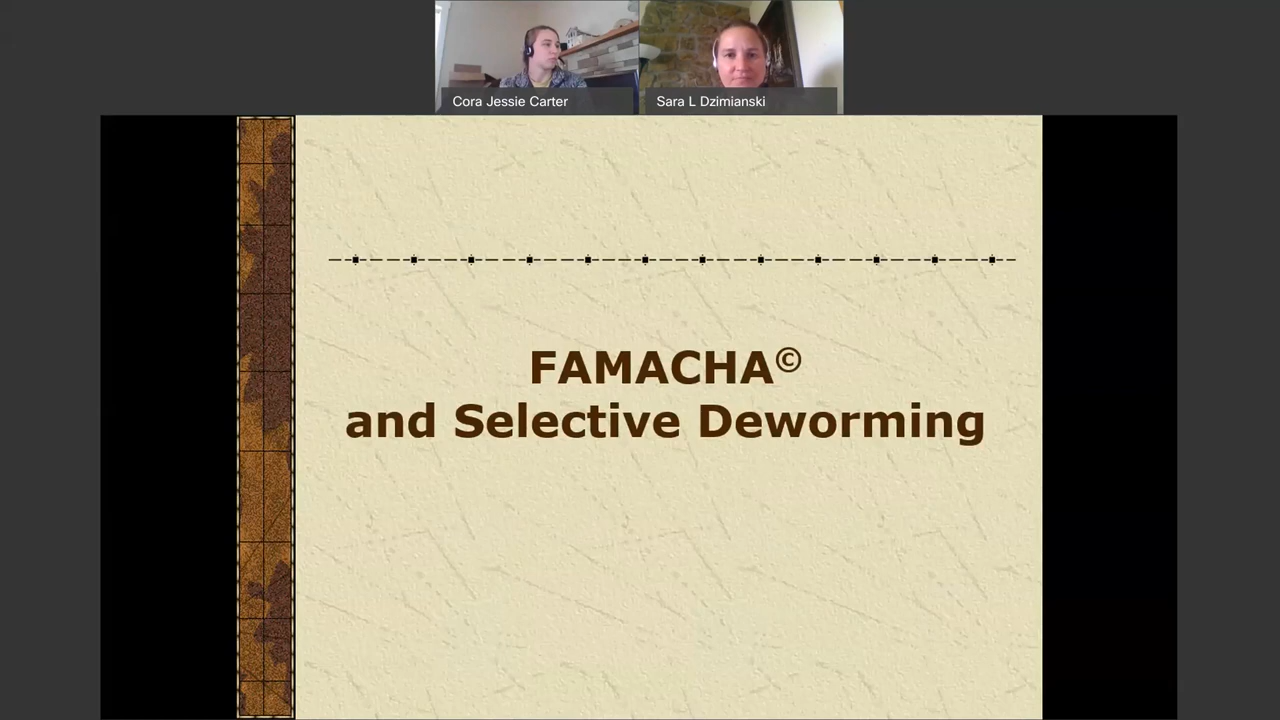 Cora Jessie Carter
Sara L Dzimianski
FAMACHA©
and Selective Deworming